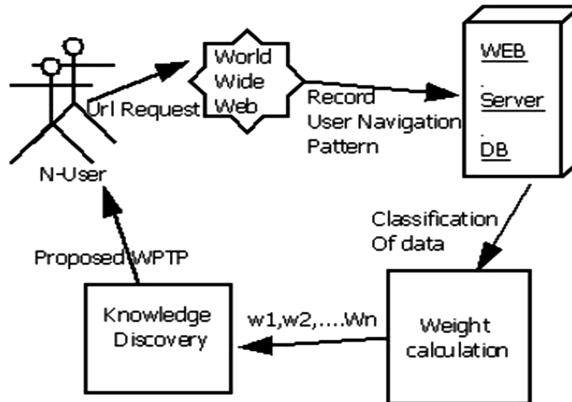 World
Wide
Web
Url Request
N-User
Record
User Navigation
Pattern
WEB
.
Server
.
DB
Classification
Of data
Weight
calculation
w1,w2,....Wn
Knowledge
Discovery
Proposed WPTP